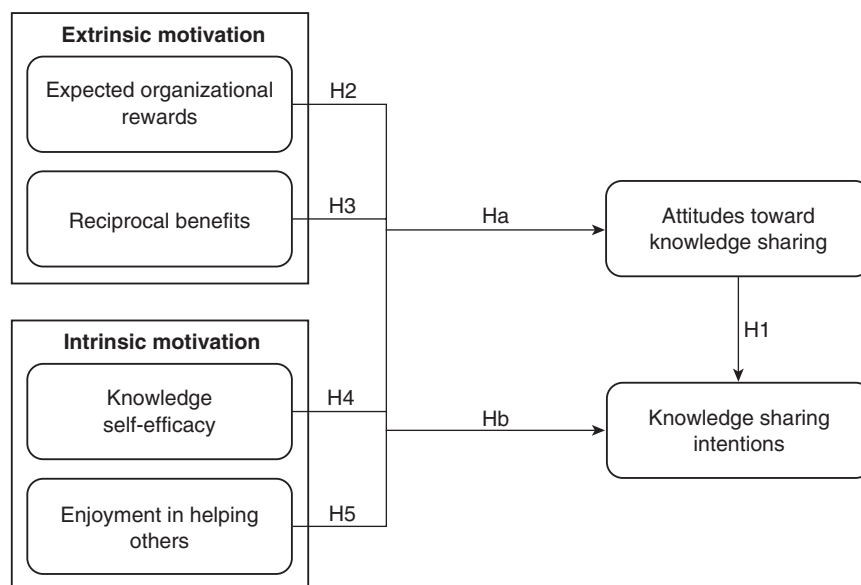 Extrinsic motivation
Expected organizational
rewards
H2
Reciprocal benefits
H3
Ha
Attitudes toward
knowledge sharing
H1
Intrinsic motivation
Knowledge
self-efficacy
H4
Hb
Knowledge sharing
intentions
Enjoyment in helping
others
H5